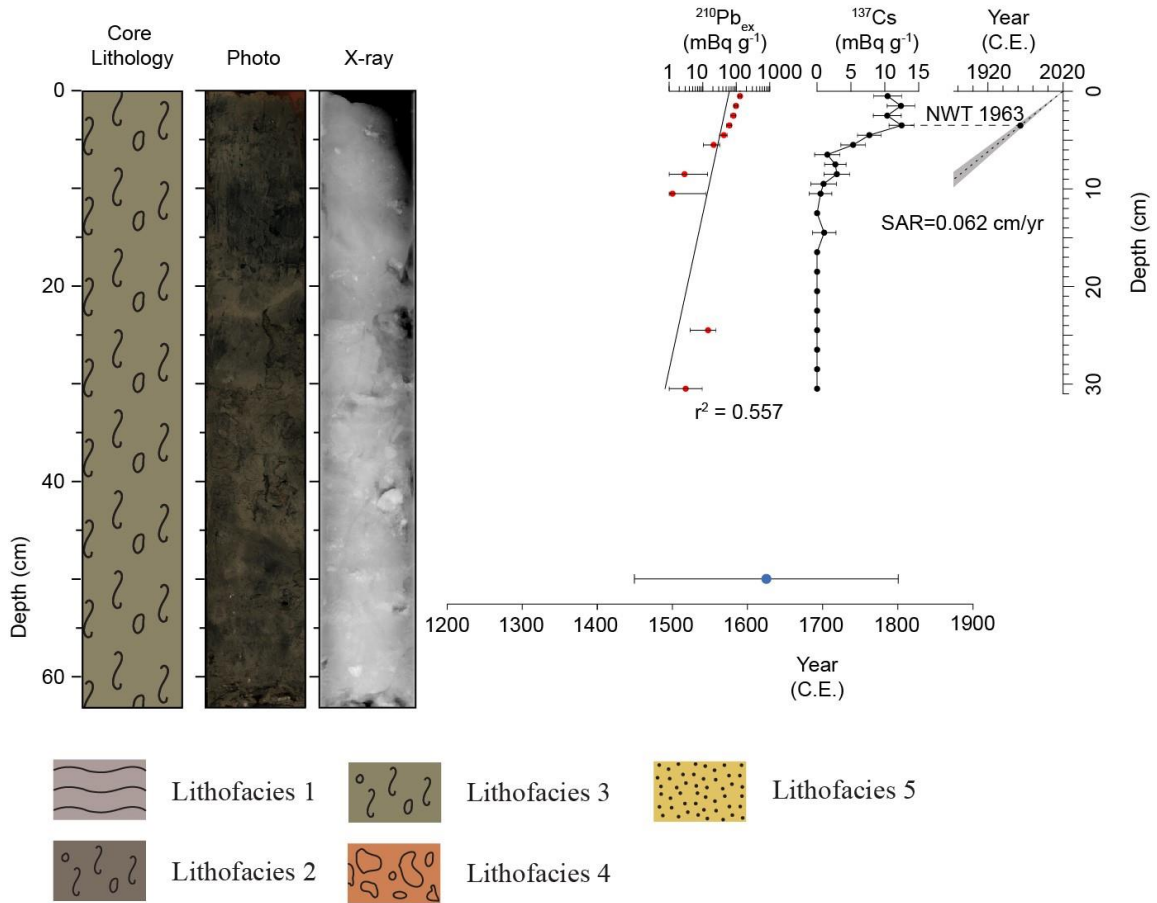 Core
Lithology
Photo
X-ray
²¹⁰Pbₑₓ
(mBq g⁻¹)
¹³⁷Cs
(mBq g⁻¹)
Year
(C.E.)
1 10 100 1000
0 5 10 15
1920 2020
0
20
40
60
Depth (cm)
NWT 1963
SAR=0.062 cm/yr
0
10
20
30
Depth (cm)
r² = 0.557
1200 1300 1400 1500 1600 1700 1800 1900
Year
(C.E.)
Lithofacies 1
Lithofacies 3
Lithofacies 5
Lithofacies 2
Lithofacies 4